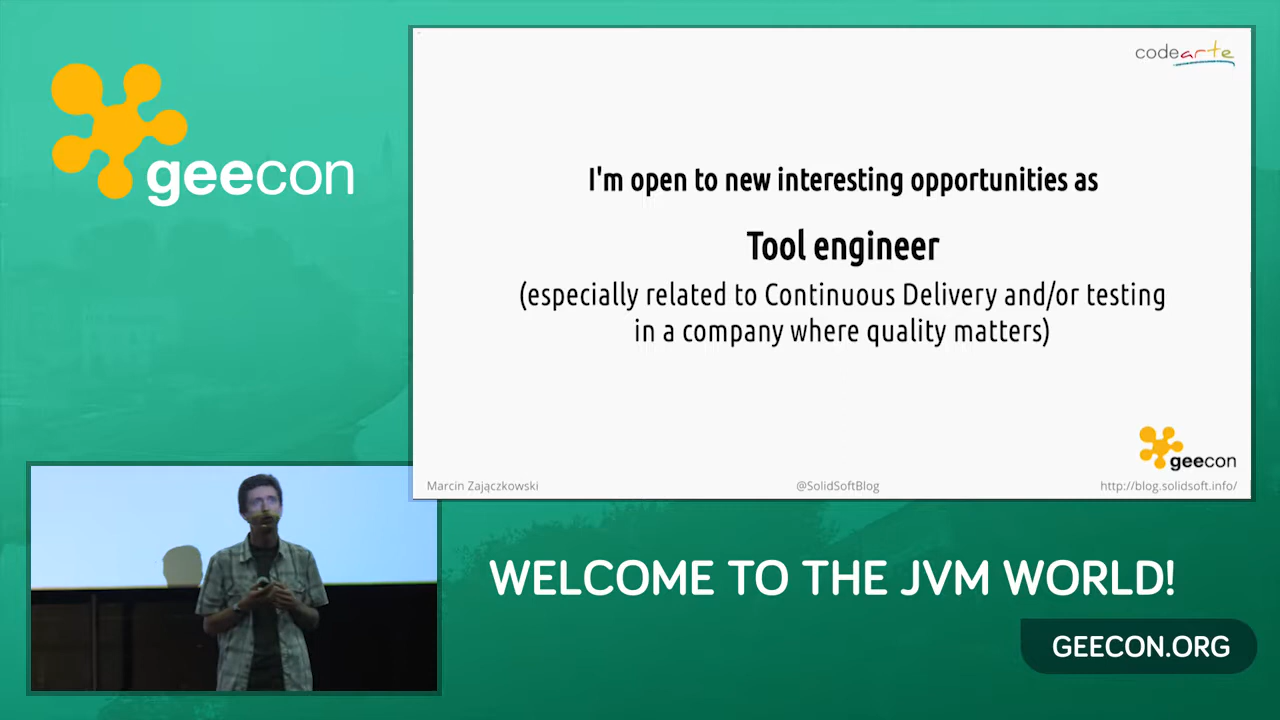 geecon
codearte
I'm open to new interesting opportunities as
Tool engineer
(especially related to Continuous Delivery and/or testing
in a company where quality matters)
geecon
Marcin Zajączkowski
@SolidSoftBlog
http://blog.solidsoft.info/
WELCOME TO THE JVM WORLD!
GEECON.ORG